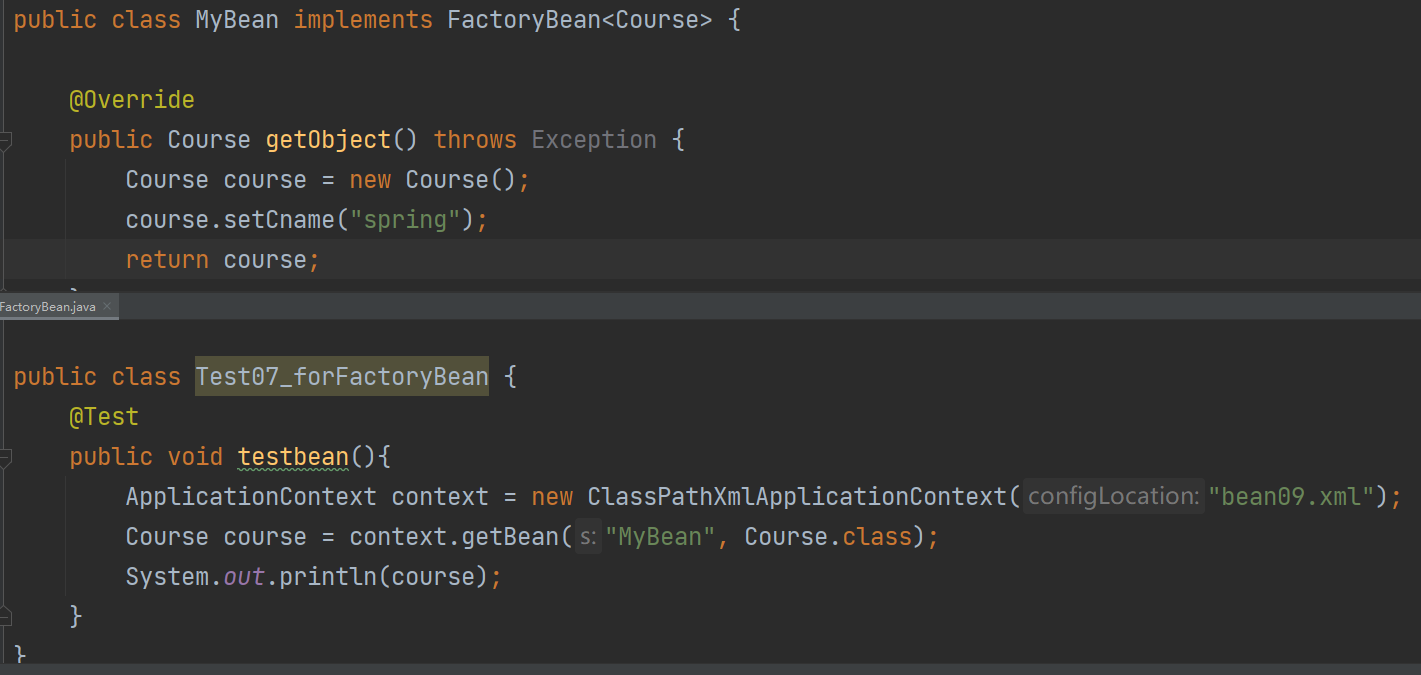 public class MyBean implements FactoryBean<Course> {
@Override
public Course getObject() throws Exception {
Course course = new Course();
course.setCname("spring");
return course;
FactoryBean.java ×
public class Test07_forFactoryBean {
@Test
public void testbean(){
ApplicationContext context = new ClassPathXmlApplicationContext( configLocation: "bean09.xml");
Course course = context.getBean( s: "MyBean", Course.class);
System.out.println(course);
}
}